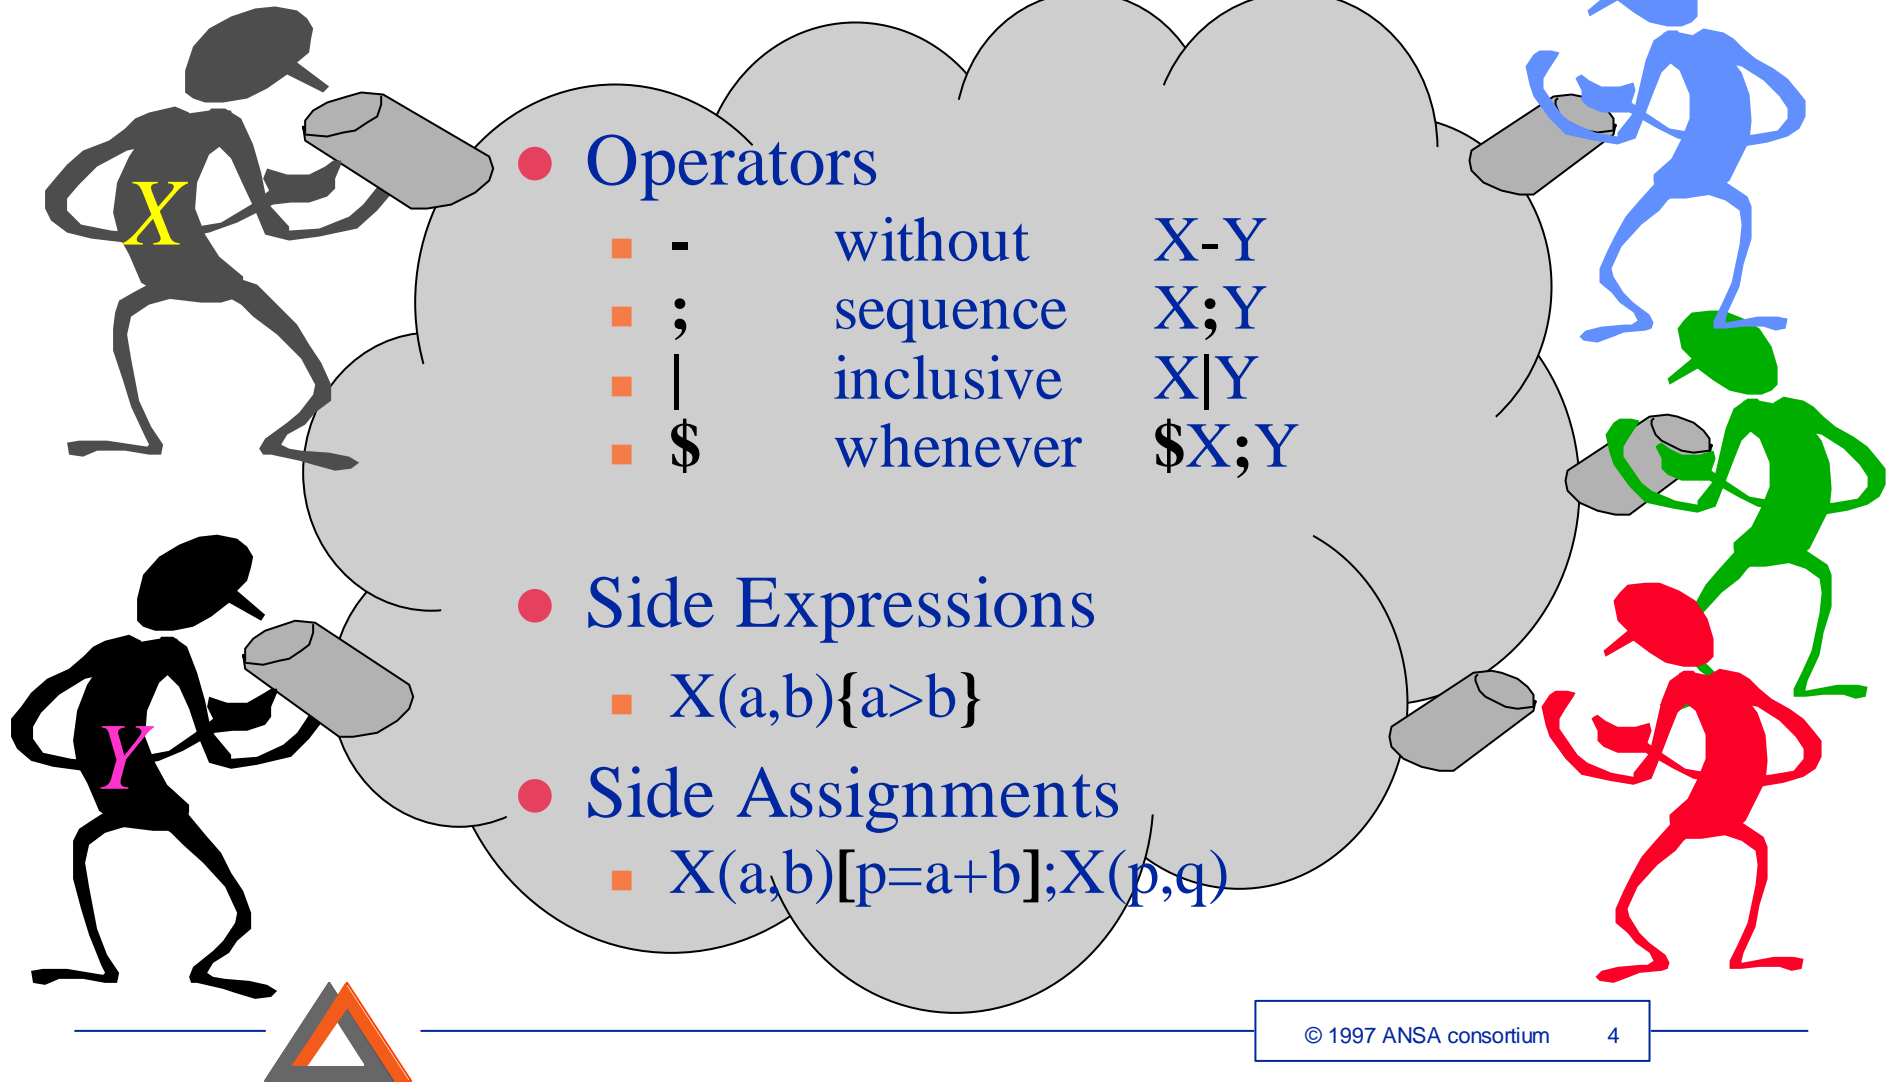 Operators
- without X-Y
; sequence X;Y
| inclusive X|Y
$ whenever $X;Y
Side Expressions
X(a,b){a>b}
Side Assignments
X(a,b)[p=a+b];X(p,q)
X
Y
© 1997 ANSA consortium 4